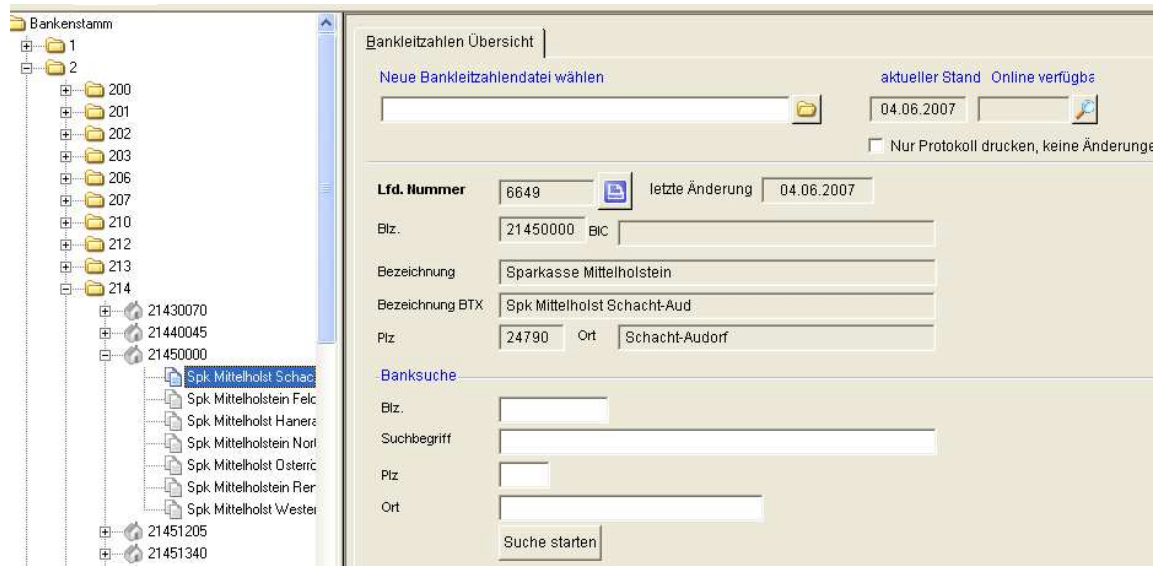 Bankenstamm
1
2
200
201
202
203
206
207
210
212
213
214
21430070
21440045
21450000
Spk Mittelholst Schac
Spk Mittelholstein Feld
Spk Mittelholst Hanera
Spk Mittelholstein Nort
Spk Mittelholst Osterrö
Spk Mittelholstein Ren
Spk Mittelholst Wester
21451205
21451340
Bankleitzahlen Übersicht
Neue Bankleitzahlendatei wählen aktueller Stand Online verfügba
04.06.2007
Nur Protokoll drucken, keine Änderunge
Lfd. Nummer 6649 letzte Änderung 04.06.2007
Blz. 21450000 BIC
Bezeichnung Sparkasse Mittelholstein
Bezeichnung BTX Spk Mittelholst Schacht-Aud
Plz 24790 Ort Schacht-Audorf
Banksuche
Blz.
Suchbegriff
Plz
Ort
Suche starten